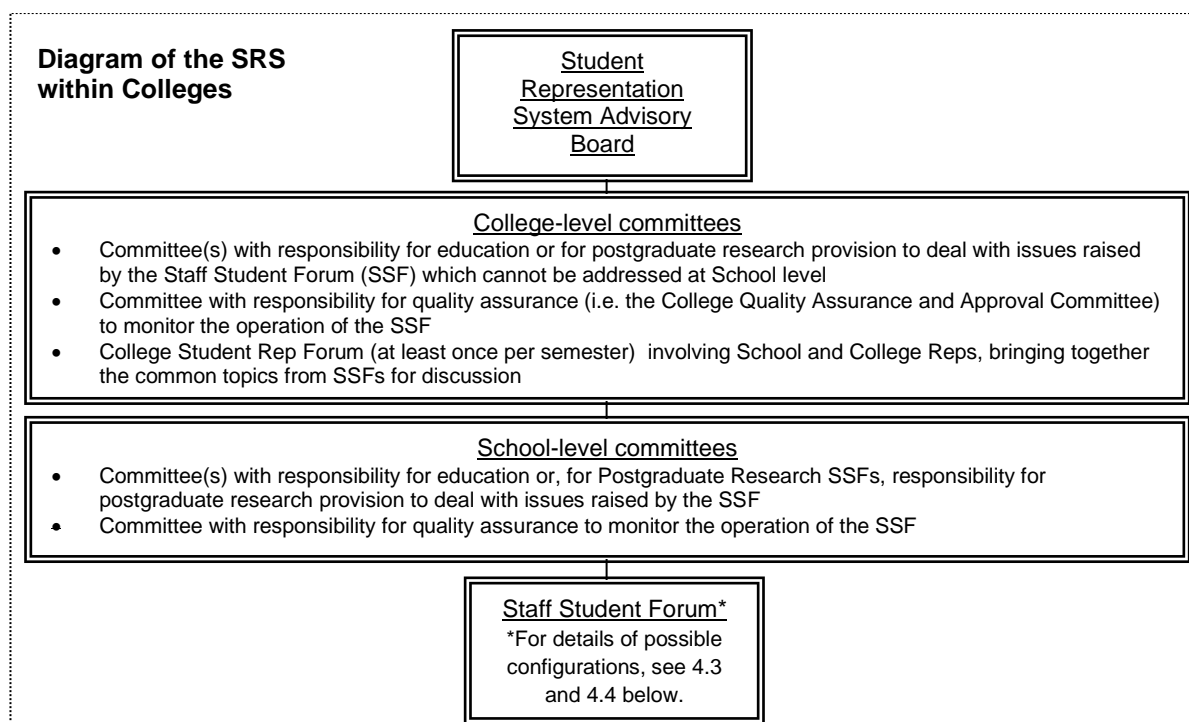 Diagram of the SRS
within Colleges
Student
Representation
System Advisory
Board
College-level committees
• Committee(s) with responsibility for education or for postgraduate research provision to deal with issues raised
by the Staff Student Forum (SSF) which cannot be addressed at School level
• Committee with responsibility for quality assurance (i.e. the College Quality Assurance and Approval Committee)
to monitor the operation of the SSF
• College Student Rep Forum (at least once per semester) involving School and College Reps, bringing together
the common topics from SSFs for discussion
School-level committees
• Committee(s) with responsibility for education or, for Postgraduate Research SSFs, responsibility for
postgraduate research provision to deal with issues raised by the SSF
• Committee with responsibility for quality assurance to monitor the operation of the SSF
Staff Student Forum*
*For details of possible
configurations, see 4.3
and 4.4 below.